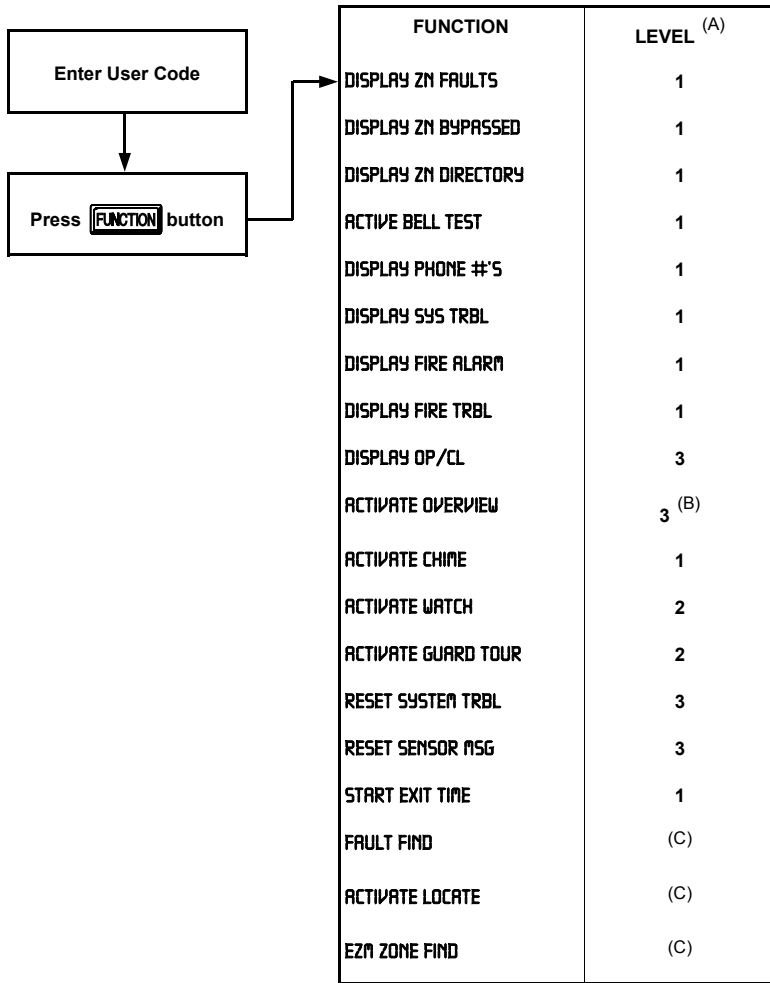 Enter User Code
Press FUNCTION button
FUNCTION LEVEL (A)
DISPLAY ZN FAULTS 1
DISPLAY ZN BYPASSED 1
DISPLAY ZN DIRECTORY 1
ACTIVE BELL TEST 1
DISPLAY PHONE #'S 1
DISPLAY SYS TRBL 1
DISPLAY FIRE ALARM 1
DISPLAY FIRE TRBL 1
DISPLAY OP/CL 3
ACTIVATE OVERVIEW 3 (B)
ACTIVATE CHIME 1
ACTIVATE WATCH 2
ACTIVATE GUARD TOUR 2
RESET SYSTEM TRBL 3
RESET SENSOR MSG 3
START EXIT TIME 1
FAULT FIND (C)
ACTIVATE LOCATE (C)
EZM ZONE FIND (C)